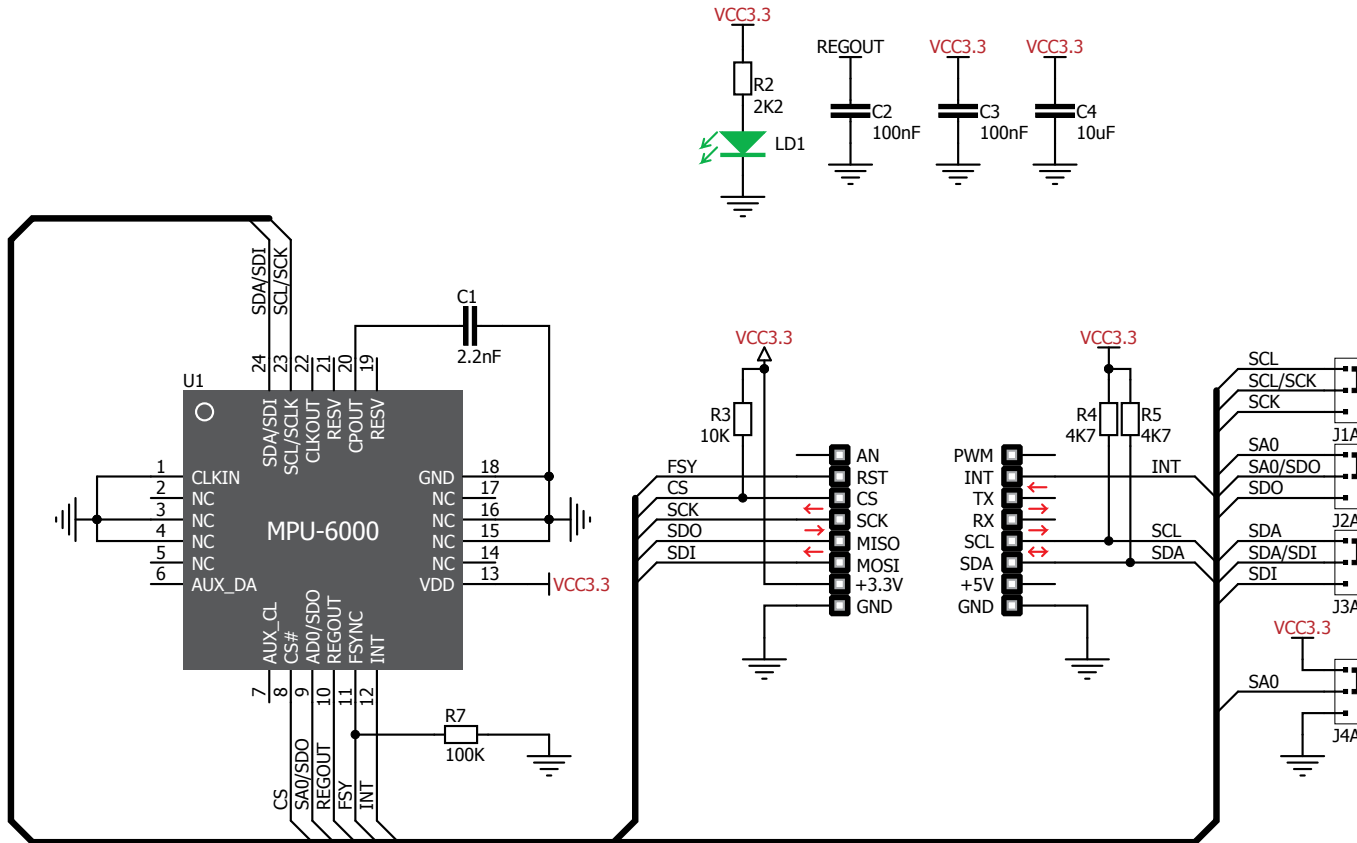 VCC3.3
R2
2K2
LD1
REGOUT
C2
100nF
VCC3.3
C3
100nF
VCC3.3
C4
10uF
SDA/SDI
SCL/SCK
C1
2.2nF
U1
24
23
22
21
20
19
SDA/SDI
SCL/SCLK
CLKOUT
RESV
CPOUT
RESV
1
2
3
4
5
6
CLKIN
NC
NC
NC
NC
AUX_DA
MPU-6000
GND
NC
NC
NC
NC
VDD
18
17
16
15
14
13
VCC3.3
AUX_CL
CS#
AD0/SDO
REGOUT
FSYNC
INT
7
8
9
10
11
12
CS
SA0/SDO
REGOUT
FSY
INT
R7
100K
VCC3.3
R3
10K
FSY
CS
SCK
SDO
SDI
AN
RST
CS
SCK
MISO
MOSI
+3.3V
GND
VCC3.3
R4
4K7
R5
4K7
PWM
INT
TX
RX
SCL
SDA
+5V
GND
INT
SCL
SDA
SCL
SCL/SCK
SCK
J1A
SA0
SA0/SDO
SDO
J2A
SDA
SDA/SDI
SDI
J3A
VCC3.3
SA0
J4A